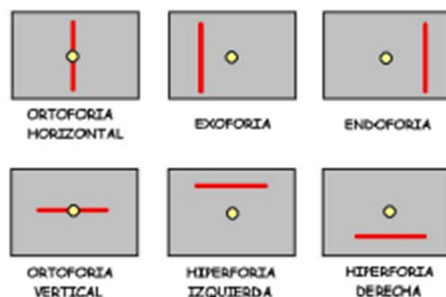 ORTOFORIA
HORIZONTAL
EXOFORIA
ENDOFORIA
ORTOFORIA
VERTICAL
HIPERFORIA
IZQUIERDA
HIPERFORIA
DERECHA